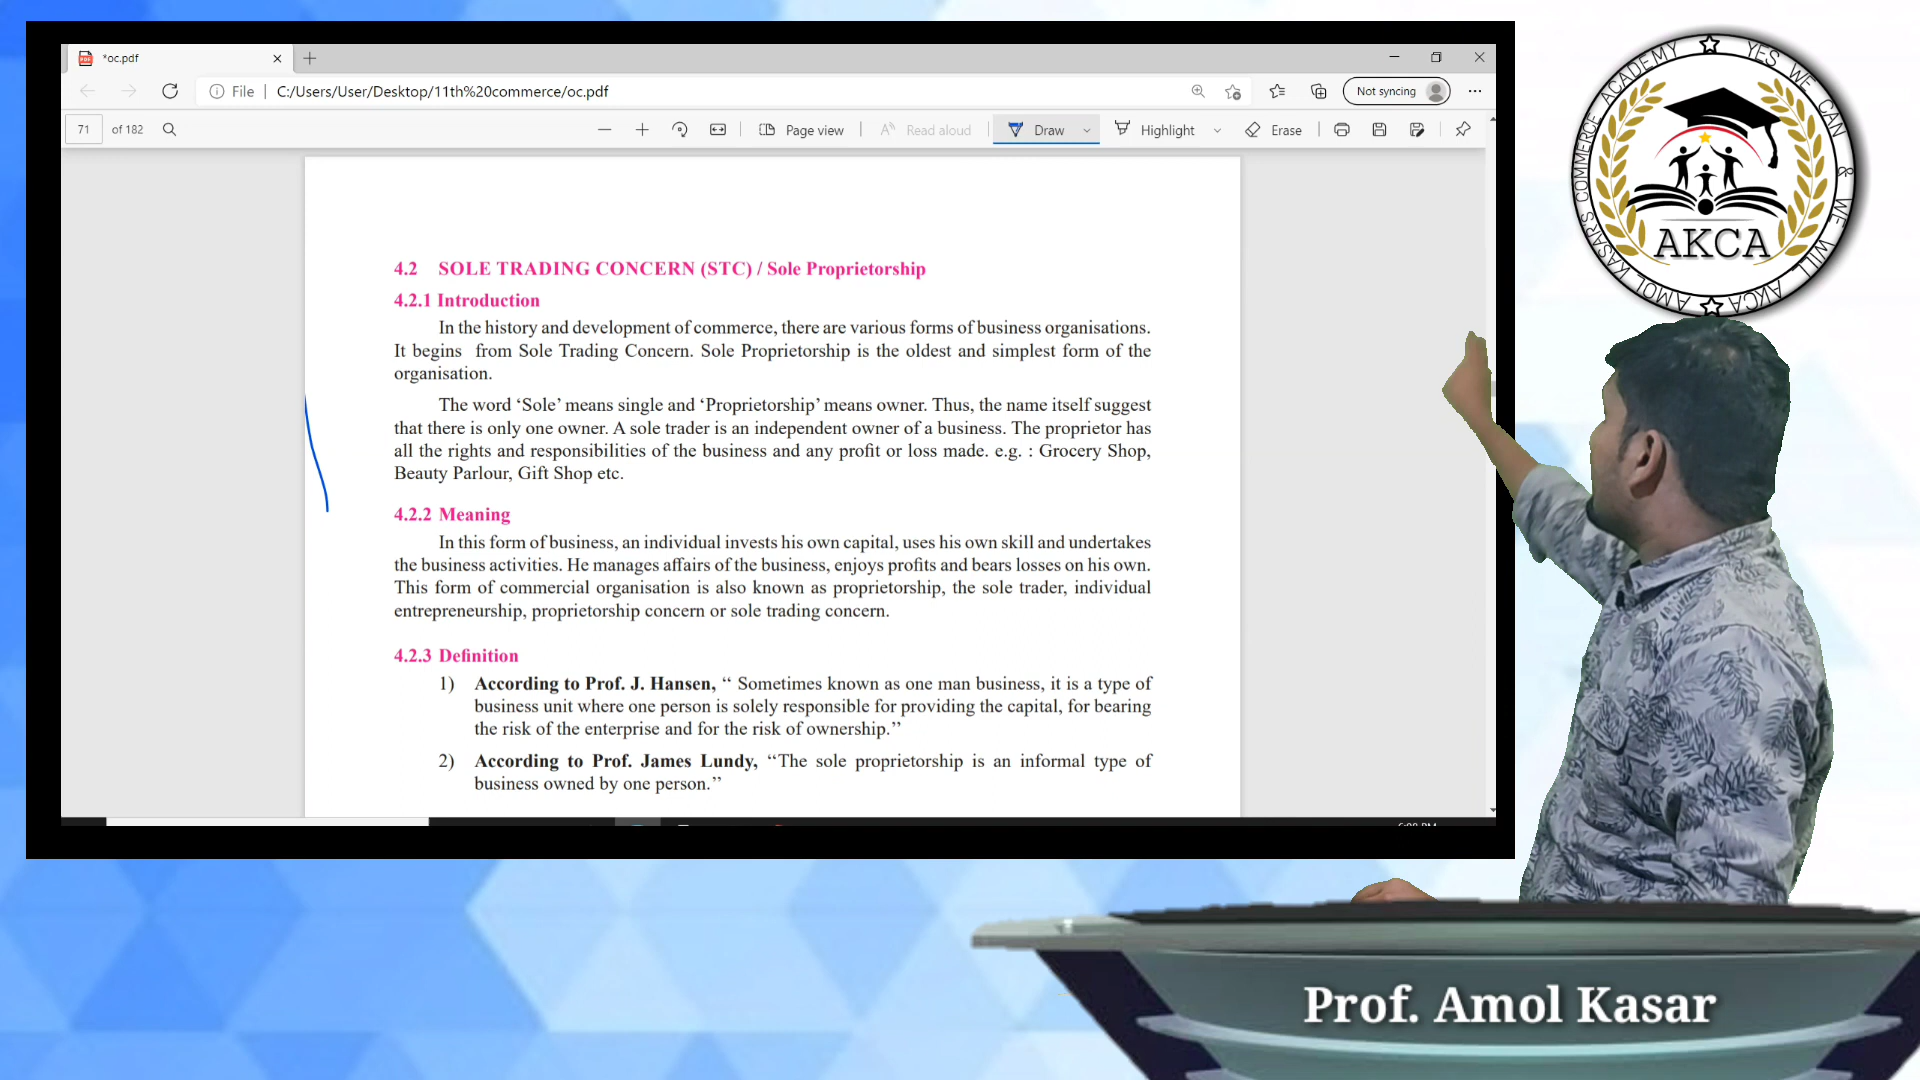 *oc.pdf
File
C:/Users/User/Desktop/11th%20commerce/oc.pdf
Not syncing
71 of 182
Page view
Read aloud
Draw
Highlight
Erase
4.2 SOLE TRADING CONCERN (STC) / Sole Proprietorship
4.2.1 Introduction
In the history and development of commerce, there are various forms of business organisations.
It begins from Sole Trading Concern. Sole Proprietorship is the oldest and simplest form of the
organisation.
The word ‘Sole’ means single and ‘Proprietorship’ means owner. Thus, the name itself suggest
that there is only one owner. A sole trader is an independent owner of a business. The proprietor has
all the rights and responsibilities of the business and any profit or loss made. e.g. : Grocery Shop,
Beauty Parlour, Gift Shop etc.
4.2.2 Meaning
In this form of business, an individual invests his own capital, uses his own skill and undertakes
the business activities. He manages affairs of the business, enjoys profits and bears losses on his own.
This form of commercial organisation is also known as proprietorship, the sole trader, individual
entrepreneurship, proprietorship concern or sole trading concern.
4.2.3 Definition
1) According to Prof. J. Hansen, ‘‘ Sometimes known as one man business, it is a type of
business unit where one person is solely responsible for providing the capital, for bearing
the risk of the enterprise and for the risk of ownership.’’
2) According to Prof. James Lundy, ‘‘The sole proprietorship is an informal type of
business owned by one person.’’
AMOL KASAR'S COMMERCE ACADEMY
YES WE CAN & WE WILL
AKCA
AKCA
Prof. Amol Kasar